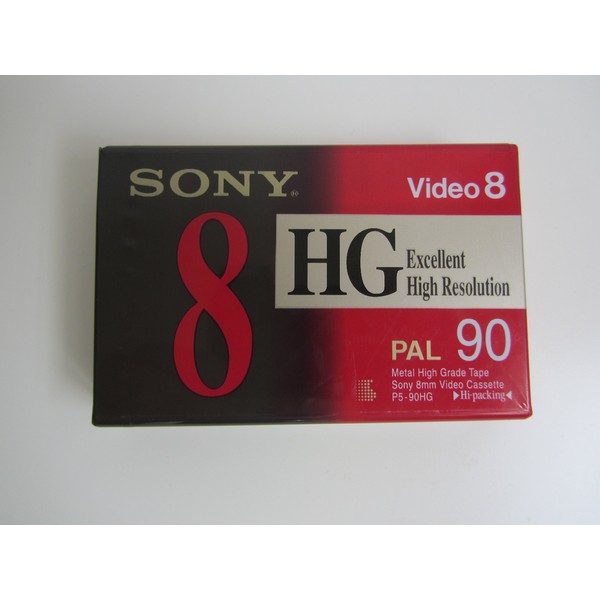 SONY®
Video 8
8
HG
Excellent
High Resolution
PAL 90
Metal High Grade Tape
Sony 8mm Video Cassette
P5-90HG ▶Hi-packing◀